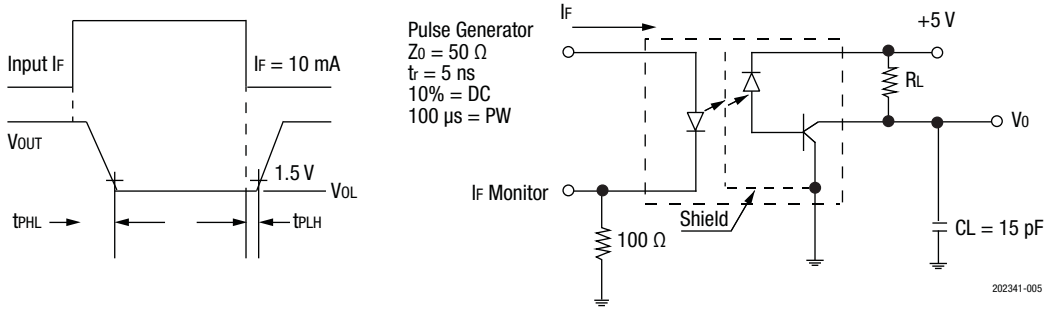 Input IF
IF = 10 mA
VOUT
1.5 V
VOL
tPHL
tPLH
Pulse Generator
Z0 = 50 Ω
tr = 5 ns
10% = DC
100 µs = PW
IF
+5 V
RL
V0
IF Monitor
Shield
100 Ω
CL = 15 pF
202341-005